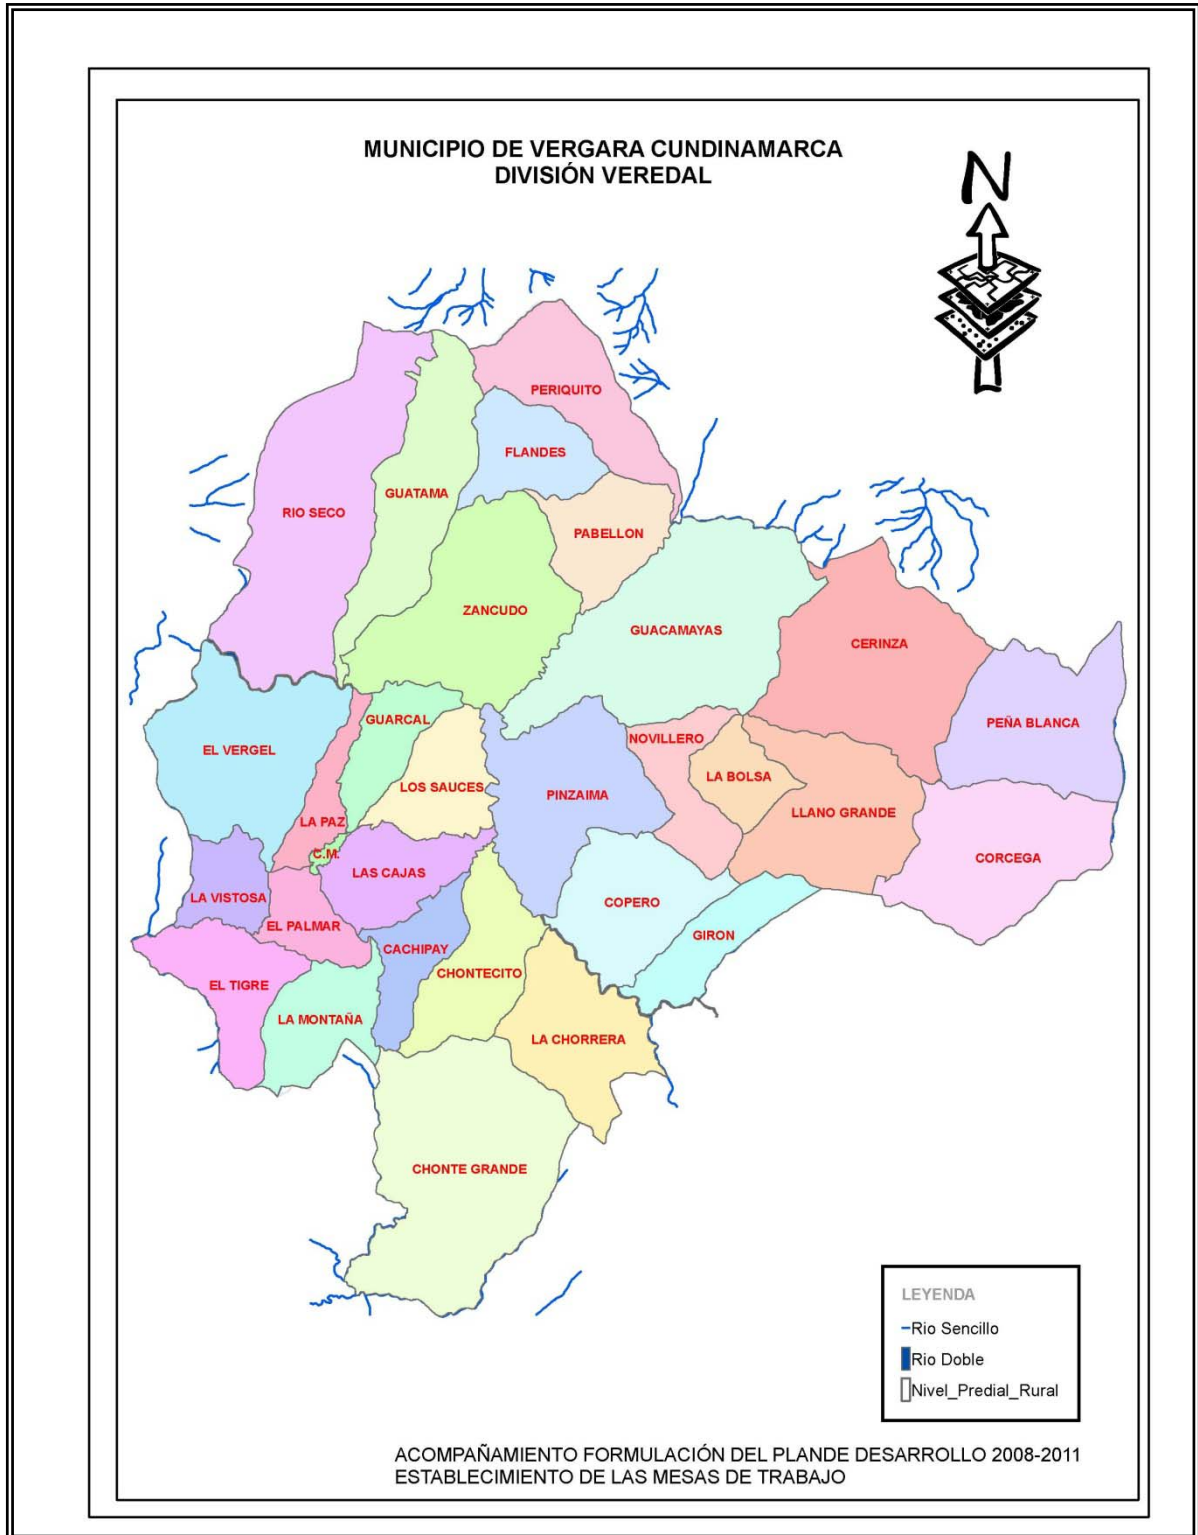 MUNICIPIO DE VERGARA CUNDINAMARCA
DIVISIÓN VEREDAL
N
PERIQUITO
FLANDES
GUATAMA
RIO SECO
PABELLON
ZANCUDO
GUACAMAYAS
CERINZA
PEÑA BLANCA
GUARCAL
NOVILLERO
EL VERGEL
LA BOLSA
LOS SAUCES
PINZAIMA
LLANO GRANDE
LA PAZ
C.M.
CORCEGA
LAS CAJAS
LA VISTOSA
COPERO
EL PALMAR
GIRON
CACHIPAY
CHONTECITO
EL TIGRE
LA MONTAÑA
LA CHORRERA
CHONTE GRANDE
LEYENDA
Rio Sencillo
Rio Doble
Nivel_Predial_Rural
ACOMPAÑAMIENTO FORMULACIÓN DEL PLANDE DESARROLLO 2008-2011
ESTABLECIMIENTO DE LAS MESAS DE TRABAJO